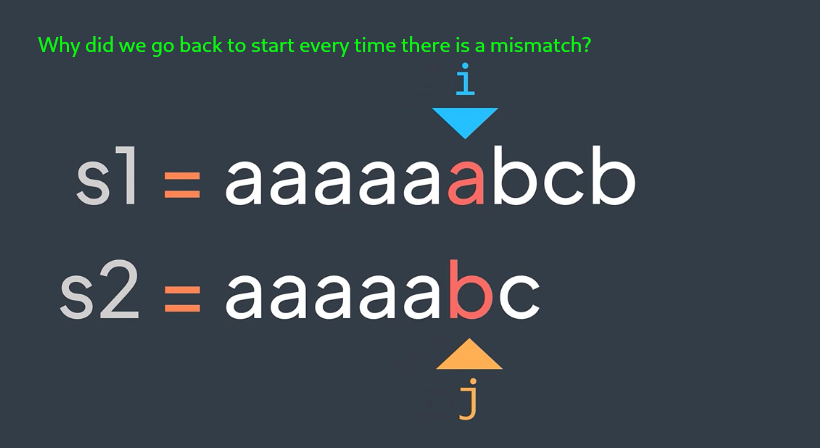 Why did we go back to start every time there is a mismatch?
i
s1 = aaaaaabcb
s2 = aaaaabc
j